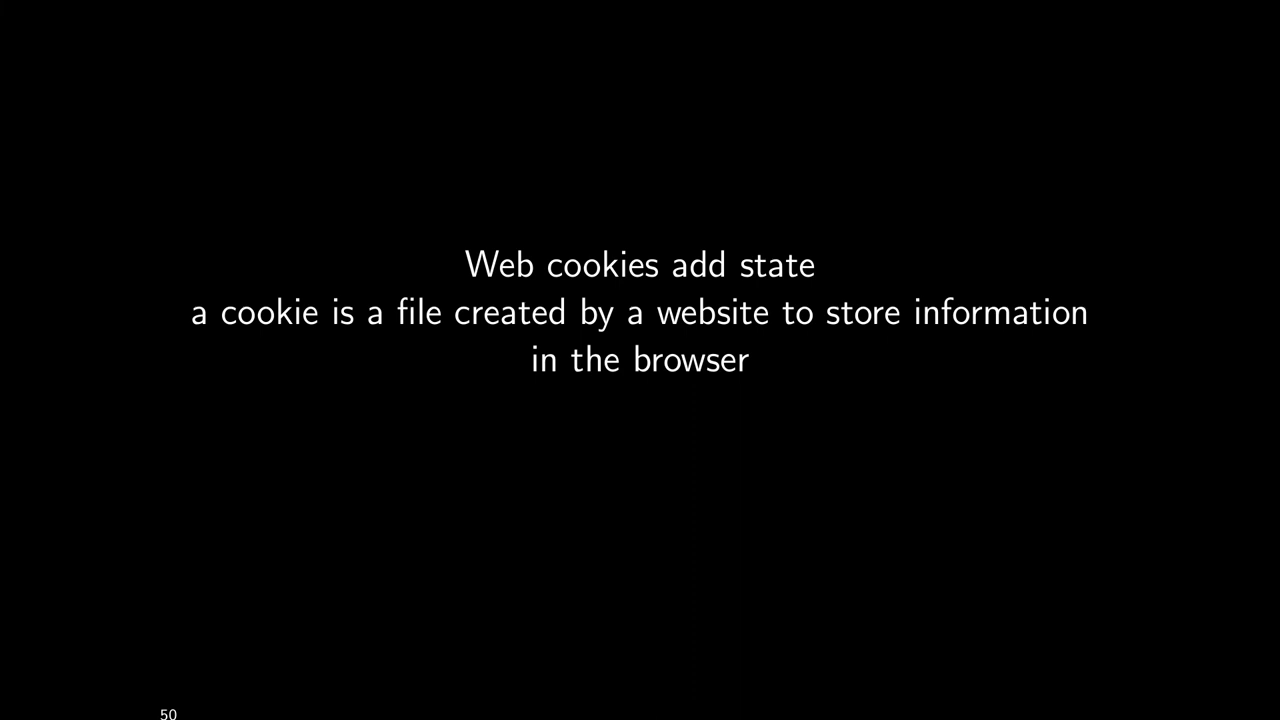 Web cookies add state
a cookie is a file created by a website to store information
in the browser
50